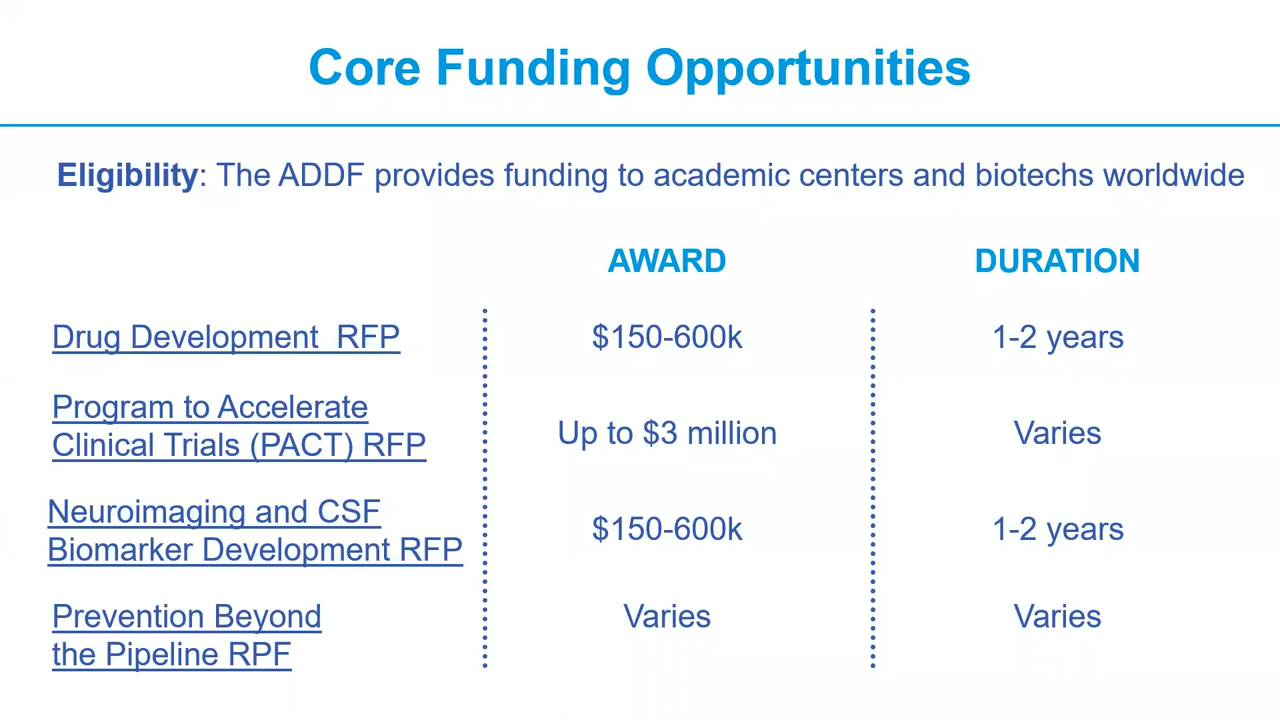 Core Funding Opportunities
Eligibility: The ADDF provides funding to academic centers and biotechs worldwide
AWARD DURATION
Drug Development RFP $150-600k 1-2 years
Program to Accelerate
Clinical Trials (PACT) RFP Up to $3 million Varies
Neuroimaging and CSF
Biomarker Development RFP $150-600k 1-2 years
Prevention Beyond Varies Varies
the Pipeline RPF